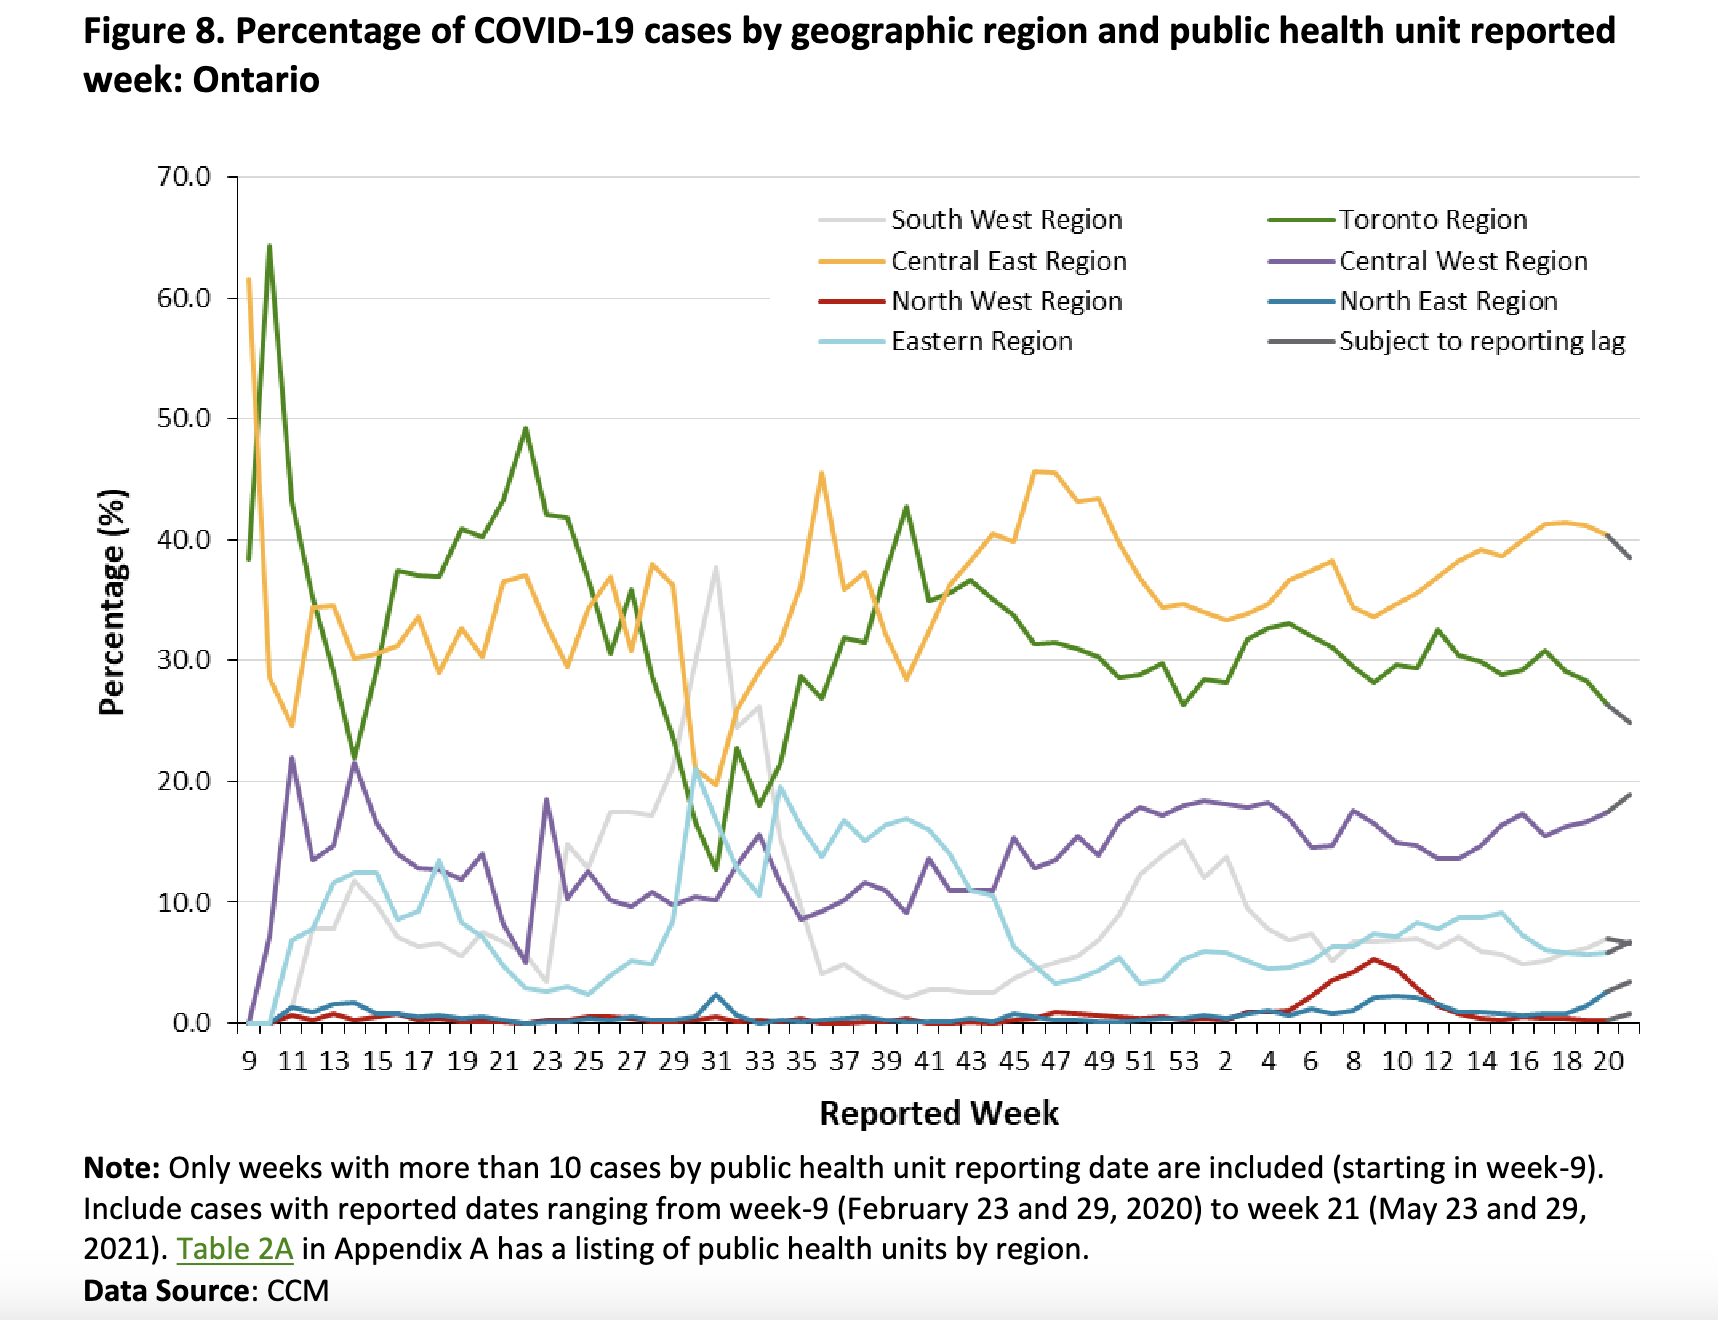 Figure 8. Percentage of COVID-19 cases by geographic region and public health unit reported
week: Ontario
70.0
60.0
50.0
40.0
30.0
20.0
10.0
0.0
Percentage (%)
South West Region
Toronto Region
Central East Region
Central West Region
North West Region
North East Region
Eastern Region
Subject to reporting lag
9 11 13 15 17 19 21 23 25 27 29 31 33 35 37 39 41 43 45 47 49 51 53 2 4 6 8 10 12 14 16 18 20
Reported Week
Note: Only weeks with more than 10 cases by public health unit reporting date are included (starting in week-9).
Include cases with reported dates ranging from week-9 (February 23 and 29, 2020) to week 21 (May 23 and 29,
2021). Table 2A in Appendix A has a listing of public health units by region.
Data Source: CCM